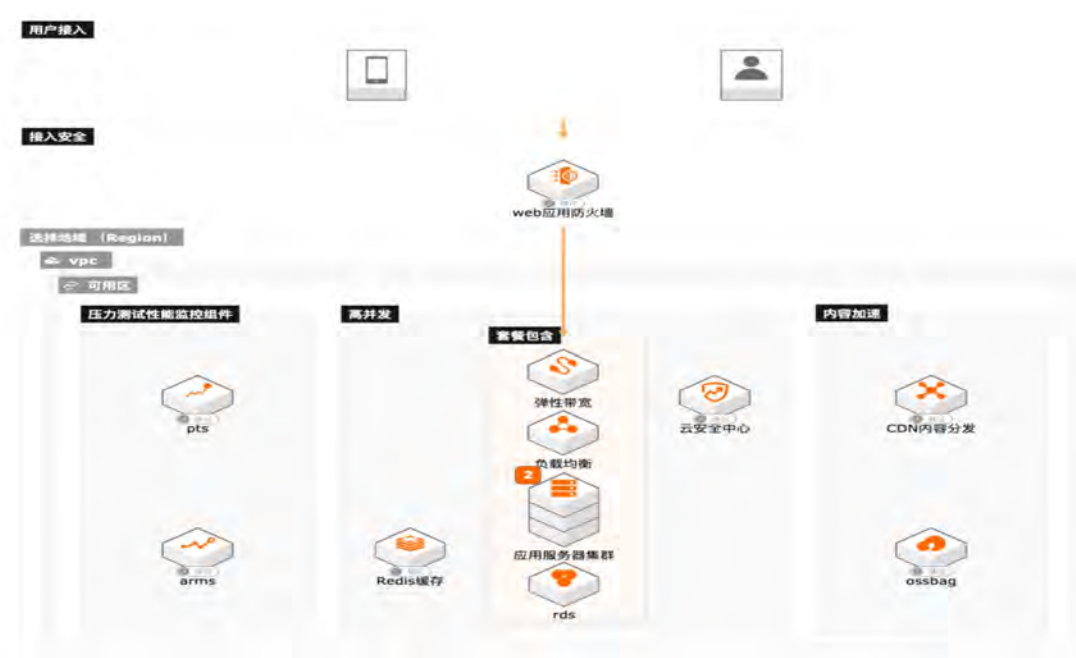 用户接入
接入安全
web应用防火墙
选择地域 (Region)
vpc
可用区
压力测试性能监控组件
高并发
套餐包含
内容加速
弹性带宽
pts
云安全中心
CDN内容分发
负载均衡
2
应用服务器集群
arms
Redis缓存
ossbag
rds